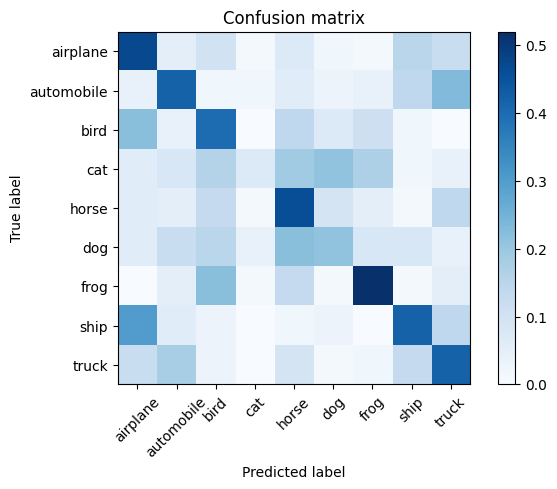 Confusion matrix
airplane
automobile
bird
cat
horse
dog
frog
ship
truck
True label
airplane
automobile
bird
cat
horse
dog
frog
ship
truck
Predicted label
0.5
0.4
0.3
0.2
0.1
0.0